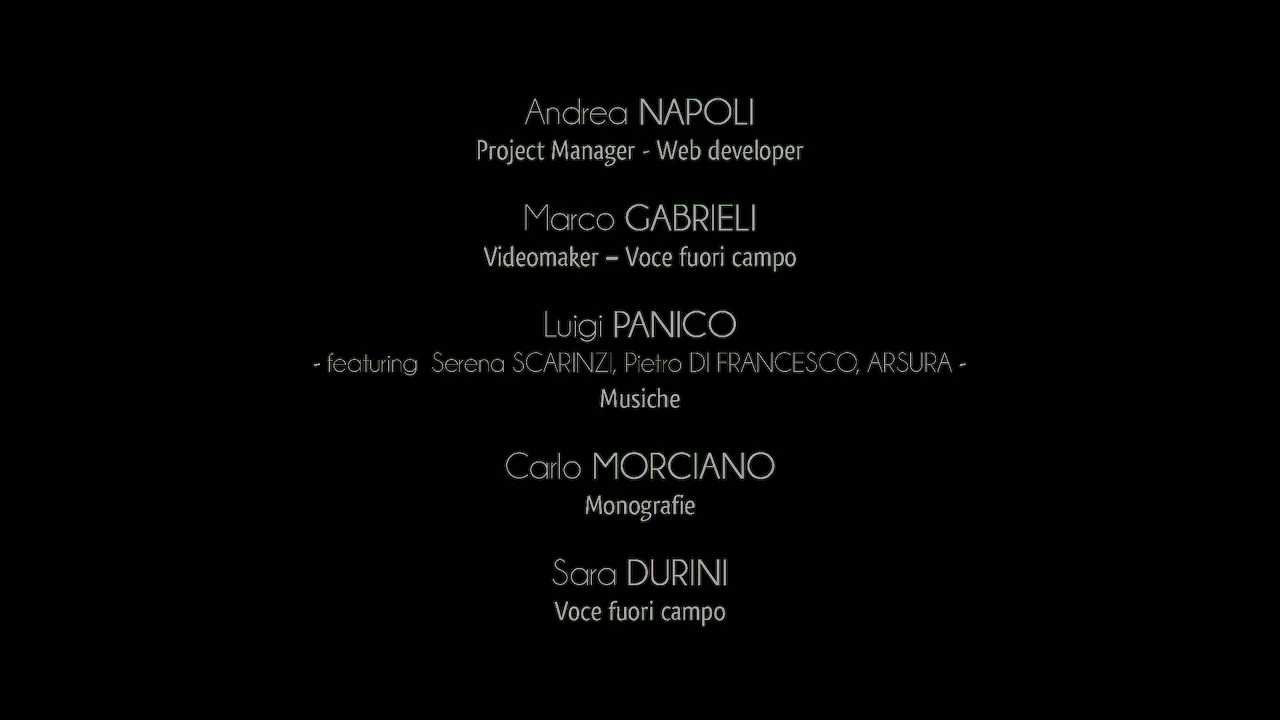 Andrea NAPOLI
Project Manager - Web developer
Marco GABRIELI
Videomaker – Voce fuori campo
Luigi PANICO
- featuring Serena SCARINZI, Pietro DI FRANCESCO, ARSURA -
Musiche
Carlo MORCIANO
Monografie
Sara DURINI
Voce fuori campo